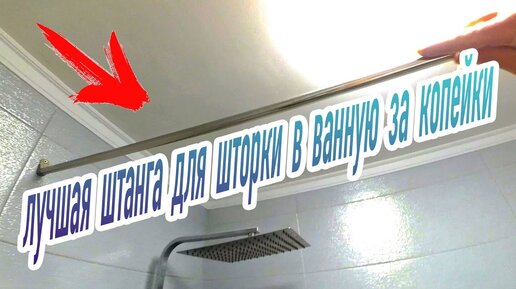 лучшая штанга для шторки в ванную за копейки